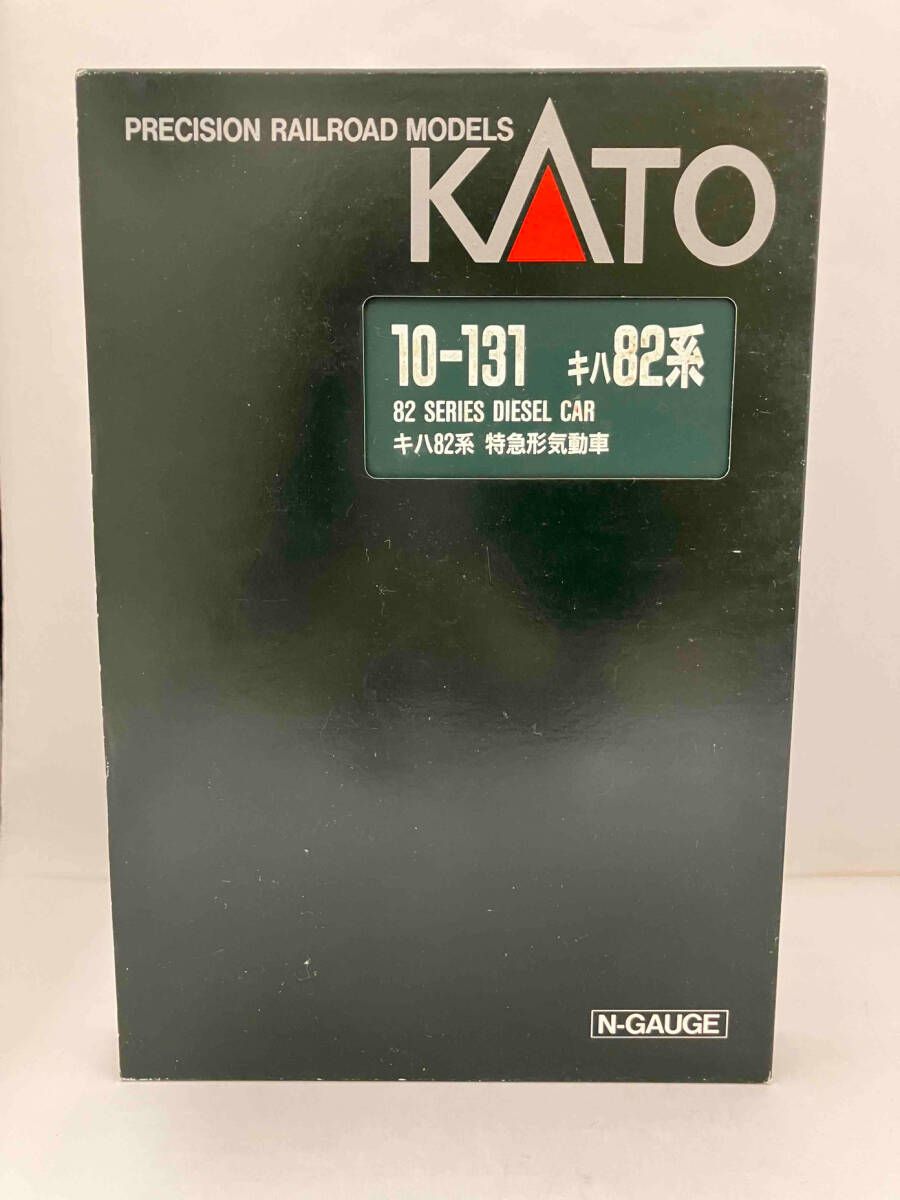 PRECISION RAILROAD MODELS
KATO
10-131 キハ82系
82 SERIES DIESEL CAR
キハ82系 特急形気動車
N-GAUGE